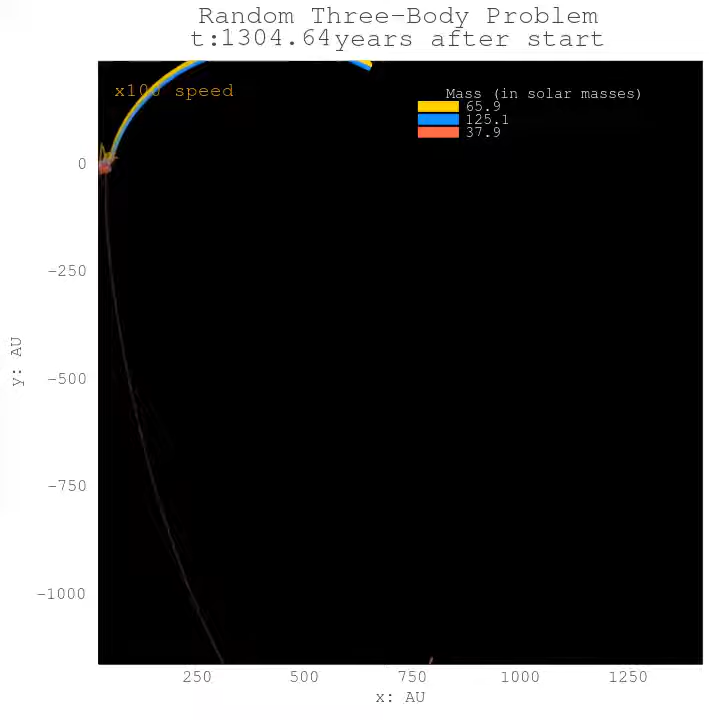 Random Three-Body Problem
t:1304.64years after start
x100 speed
Mass (in solar masses)
65.9
125.1
37.9
0
-250
-500
-750
-1000
y: AU
250
500
750
1000
1250
x: AU